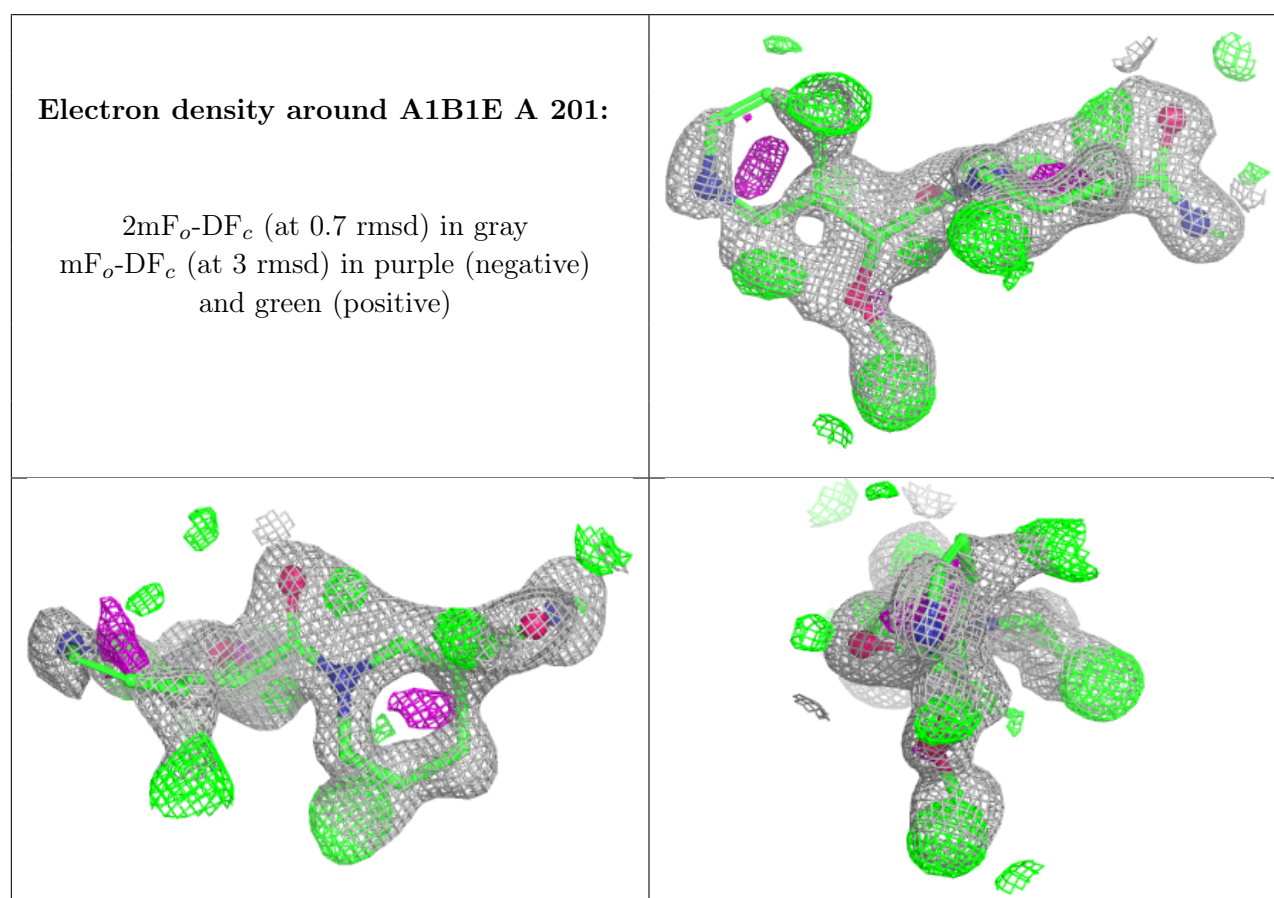 Electron density around A1B1E A 201:
2mFo-DFc (at 0.7 rmsd) in gray
mFo-DFc (at 3 rmsd) in purple (negative)
and green (positive)